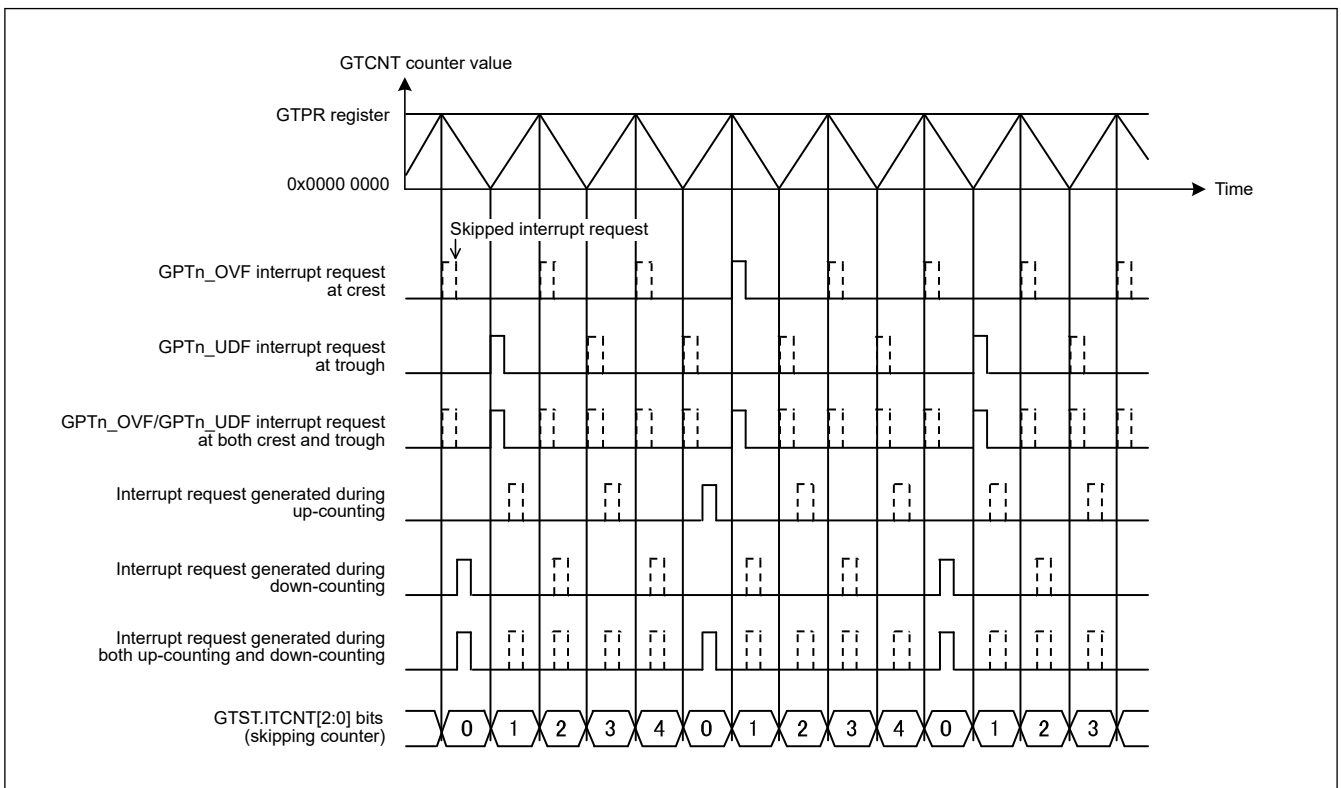 GTCNT counter value
GTPR register
0x0000 0000
Time
Skipped interrupt request
GPTn_OVF interrupt request
at crest
GPTn_UDF interrupt request
at trough
GPTn_OVF/GPTn_UDF interrupt request
at both crest and trough
Interrupt request generated during
up-counting
Interrupt request generated during
down-counting
Interrupt request generated during
both up-counting and down-counting
GTST.ITCNT[2:0] bits
(skipping counter)
0 1 2 3 4 0 1 2 3 4 0 1 2 3